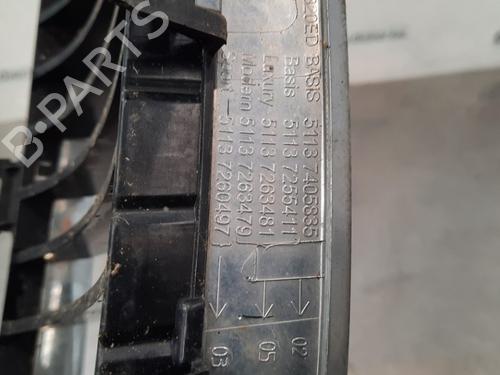 320ED BASIS 5113 7405835
Basis 5113 7255411
Luxury 5113 7263481
Modern 5113 7263479
Sport - 5113 7260497
02
05
03
B-PARTS